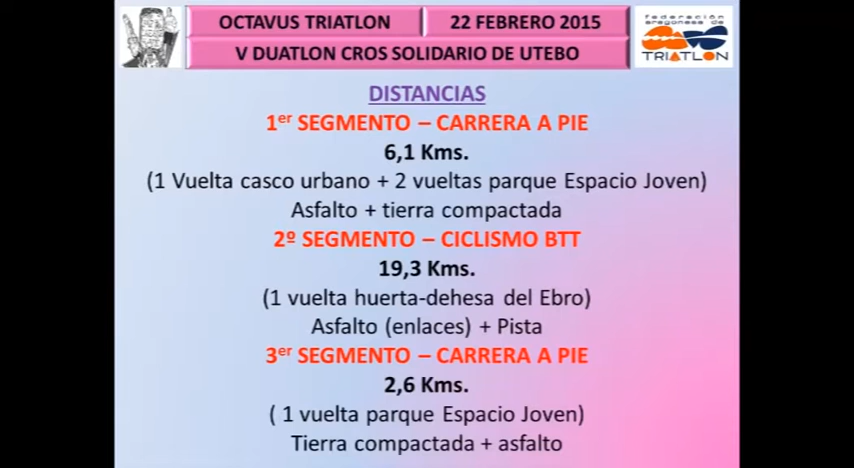 OCTAVUS TRIATLON
22 FEBRERO 2015
V DUATLON CROS SOLIDARIO DE UTEBO
federación
aragonesa de
TRIATLON
DISTANCIAS
1er SEGMENTO – CARRERA A PIE
6,1 Kms.
(1 Vuelta casco urbano + 2 vueltas parque Espacio Joven)
Asfalto + tierra compactada
2º SEGMENTO – CICLISMO BTT
19,3 Kms.
(1 vuelta huerta-dehesa del Ebro)
Asfalto (enlaces) + Pista
3er SEGMENTO – CARRERA A PIE
2,6 Kms.
( 1 vuelta parque Espacio Joven)
Tierra compactada + asfalto